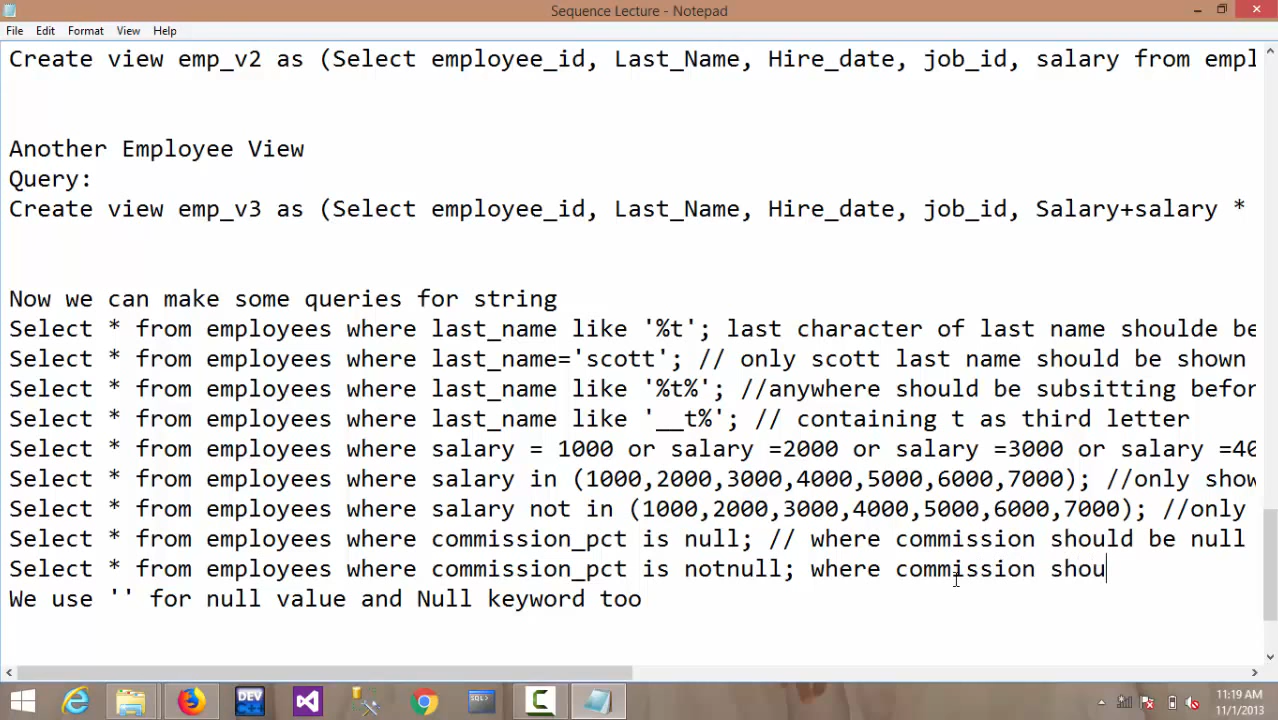 Sequence Lecture - Notepad
File Edit Format View Help
Create view emp_v2 as (Select employee_id, Last_Name, Hire_date, job_id, salary from empl
Another Employee View
Query:
Create view emp_v3 as (Select employee_id, Last_Name, Hire_date, job_id, Salary+salary *
Now we can make some queries for string
Select * from employees where last_name like '%t'; last character of last name shoulde be
Select * from employees where last_name='scott'; // only scott last name should be shown
Select * from employees where last_name like '%t%'; //anywhere should be subsitting befor
Select * from employees where last_name like '__t%'; // containing t as third letter
Select * from employees where salary = 1000 or salary =2000 or salary =3000 or salary =40
Select * from employees where salary in (1000,2000,3000,4000,5000,6000,7000); //only show
Select * from employees where salary not in (1000,2000,3000,4000,5000,6000,7000); //only
Select * from employees where commission_pct is null; // where commission should be null
Select * from employees where commission_pct is notnull; where commission shou
We use '' for null value and Null keyword too
DEV
SQL>
11:19 AM
11/1/2013